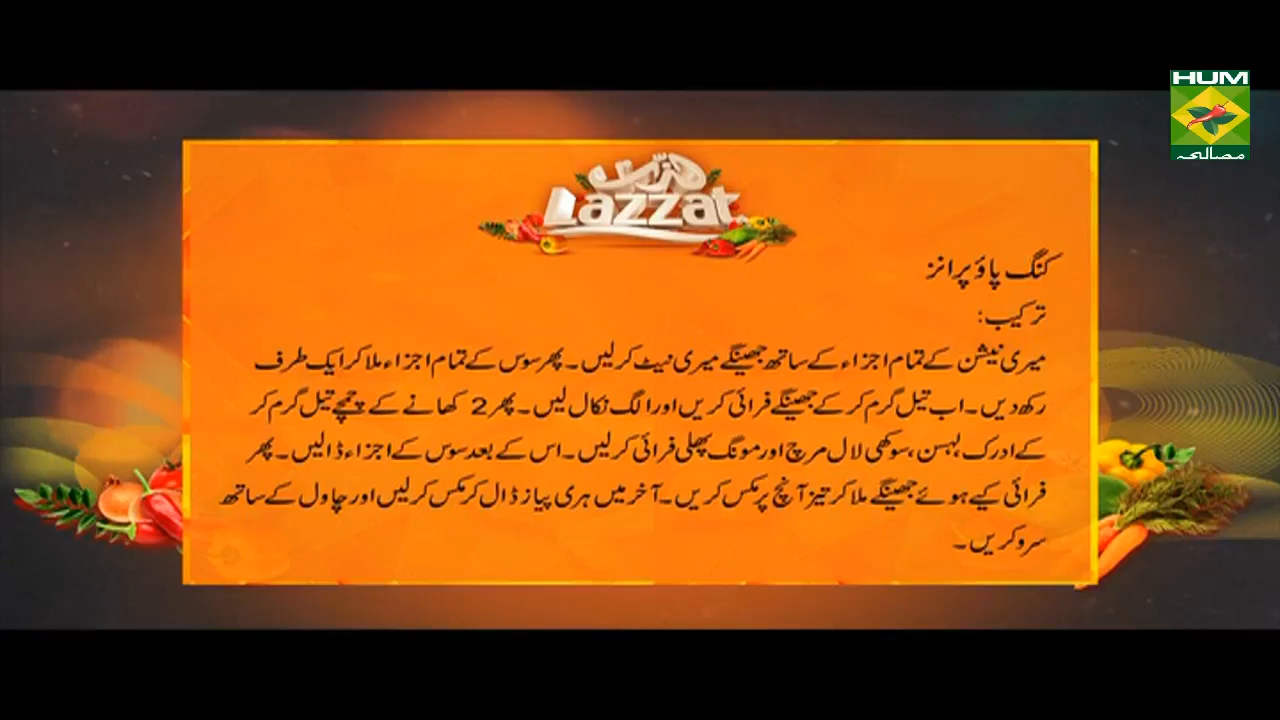 HUM
مصالحہ
لذت
Lazzat
کنگ پاؤ پرانز
ترکیب:
میری نیشن کے تمام اجزاء کے ساتھ جھینگے میری نیٹ کرلیں۔ پھر سوس کے تمام اجزاء ملا کر ایک طرف
رکھ دیں۔ اب تیل گرم کر کے جھینگے فرائی کریں اور الگ نکال لیں۔ پھر 2 کھانے کے چمچے تیل گرم کر
کے ادرک، لہسن، سوکھی لال مرچ اور مونگ پھلی فرائی کرلیں۔ اس کے بعد سوس کے اجزاء ڈالیں۔ پھر
فرائی کیے ہوئے جھینگے ملا کر تیز آنچ پر مکس کریں۔ آخر میں ہری پیاز ڈال کر مکس کرلیں اور چاول کے ساتھ
سرو کریں۔